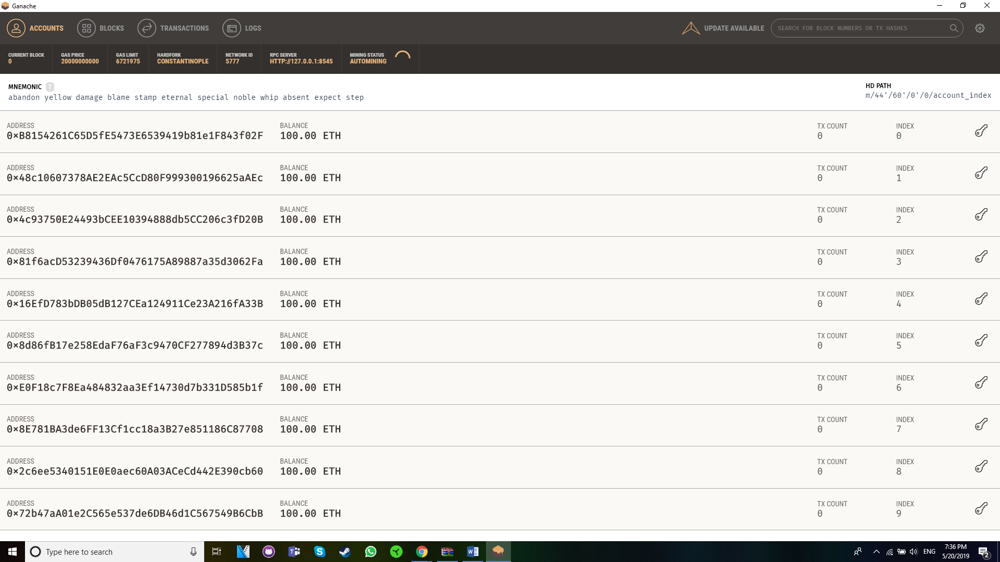 Ganache
ACCOUNTS BLOCKS TRANSACTIONS LOGS UPDATE AVAILABLE SEARCH FOR BLOCK NUMBERS OR TX HASHES
CURRENT BLOCK GAS PRICE GAS LIMIT HARDFORK NETWORK ID RPC SERVER MINING STATUS
0 20000000000 6721975 CONSTANTINOPLE 5777 HTTP://127.0.0.1:8545 AUTOMINING
MNEMONIC ? HD PATH
abandon yellow damage blame stamp eternal special noble whip absent expect step m/44'/60'/0'/0/account_index
ADDRESS BALANCE TX COUNT INDEX
0xB8154261C65D5fE5473E6539419b81e1F843f02F 100.00 ETH 0 0
ADDRESS BALANCE TX COUNT INDEX
0x48c10607378AE2EAc5CcD80F999300196625aAEc 100.00 ETH 0 1
ADDRESS BALANCE TX COUNT INDEX
0x4c93750E24493bCEE10394888db5CC206c3fD20B 100.00 ETH 0 2
ADDRESS BALANCE TX COUNT INDEX
0x81f6acD53239436Df0476175A89887a35d3062Fa 100.00 ETH 0 3
ADDRESS BALANCE TX COUNT INDEX
0x16EfD783bDB05dB127CEa124911Ce23A216fA33B 100.00 ETH 0 4
ADDRESS BALANCE TX COUNT INDEX
0x8d86fB17e258EdaF76aF3c9470CF277894d3B37c 100.00 ETH 0 5
ADDRESS BALANCE TX COUNT INDEX
0xE0F18c7F8Ea484832aa3Ef14730d7b331D585b1f 100.00 ETH 0 6
ADDRESS BALANCE TX COUNT INDEX
0x8E781BA3de6FF13Cf1cc18a3B27e851186C87708 100.00 ETH 0 7
ADDRESS BALANCE TX COUNT INDEX
0x2c6ee5340151E0E0aec60A03ACeCd442E390cb60 100.00 ETH 0 8
ADDRESS BALANCE TX COUNT INDEX
0x72b47aA01e2C565e537de6DB46d1C567549B6CbB 100.00 ETH 0 9
Type here to search ENG 7:36 PM
5/20/2019 2